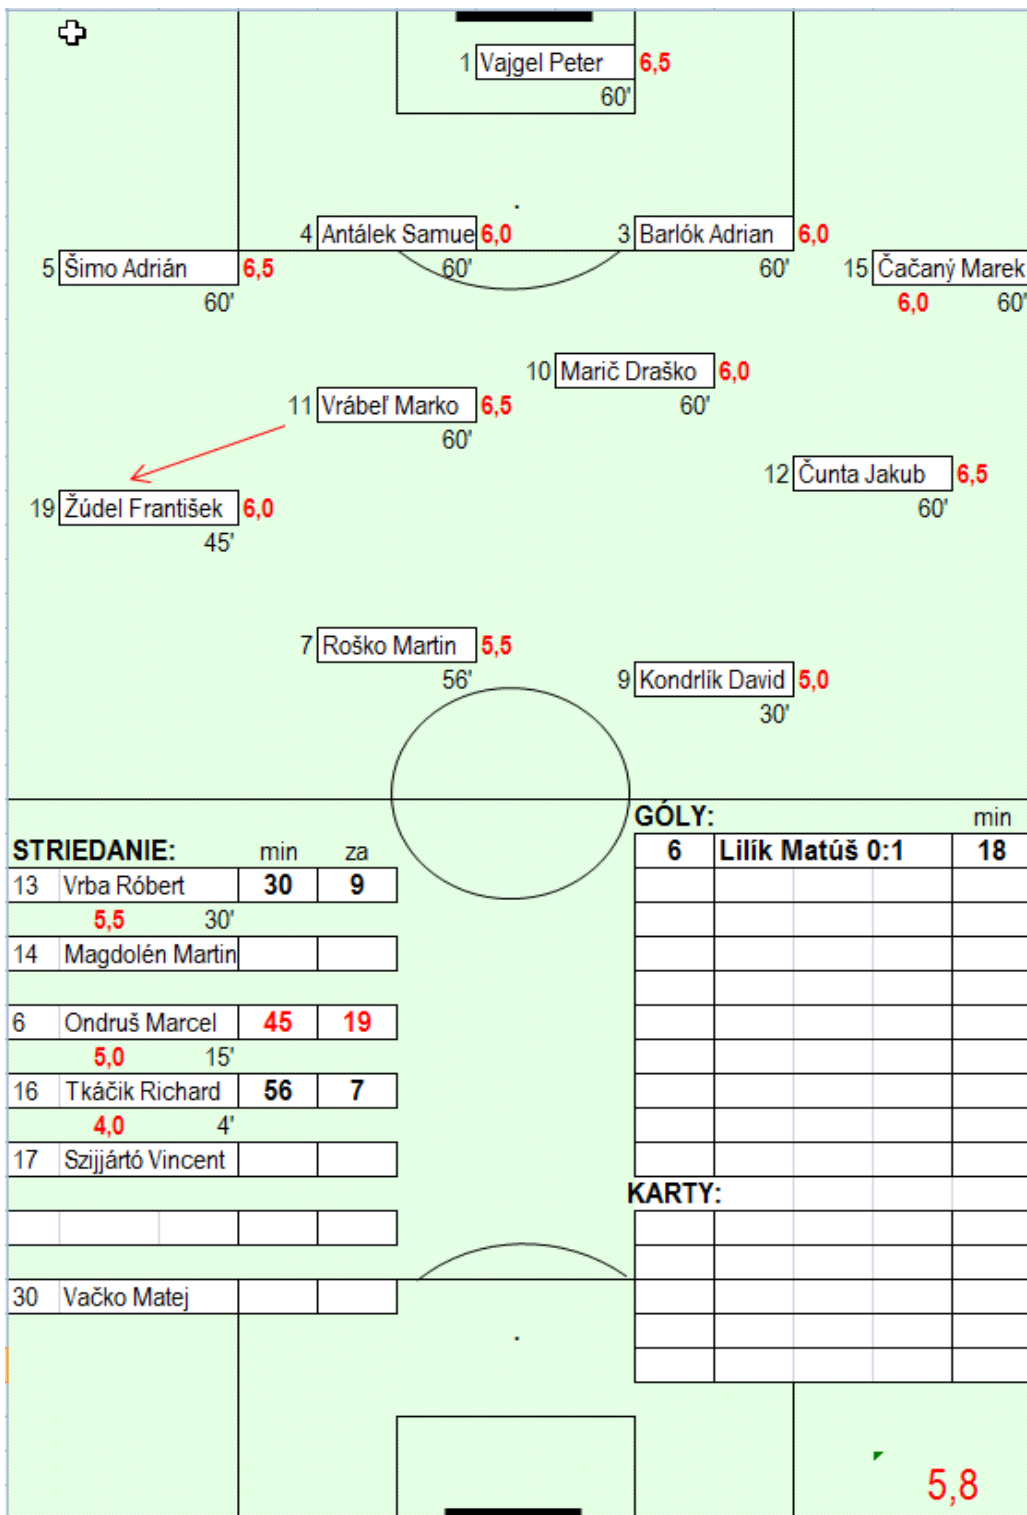 1 Vajgel Peter 6,5
60'
4 Antálek Samue 6,0
60'
3 Barlók Adrian 6,0
60'
5 Šimo Adrián 6,5
60'
15 Čačaný Marek
6,0 60'
10 Marič Draško 6,0
60'
11 Vrábeľ Marko 6,5
60'
12 Čunta Jakub 6,5
60'
19 Žúdel František 6,0
45'
7 Roško Martin 5,5
56'
9 Kondrlík David 5,0
30'
STRIEDANIE: min za
13 Vrba Róbert 30 9
5,5 30'
14 Magdolén Martin
6 Ondruš Marcel 45 19
5,0 15'
16 Tkáčik Richard 56 7
4,0 4'
17 Szijjártó Vincent
30 Vačko Matej
GÓLY: min
6 Lilík Matúš 0:1 18
KARTY:
5,8